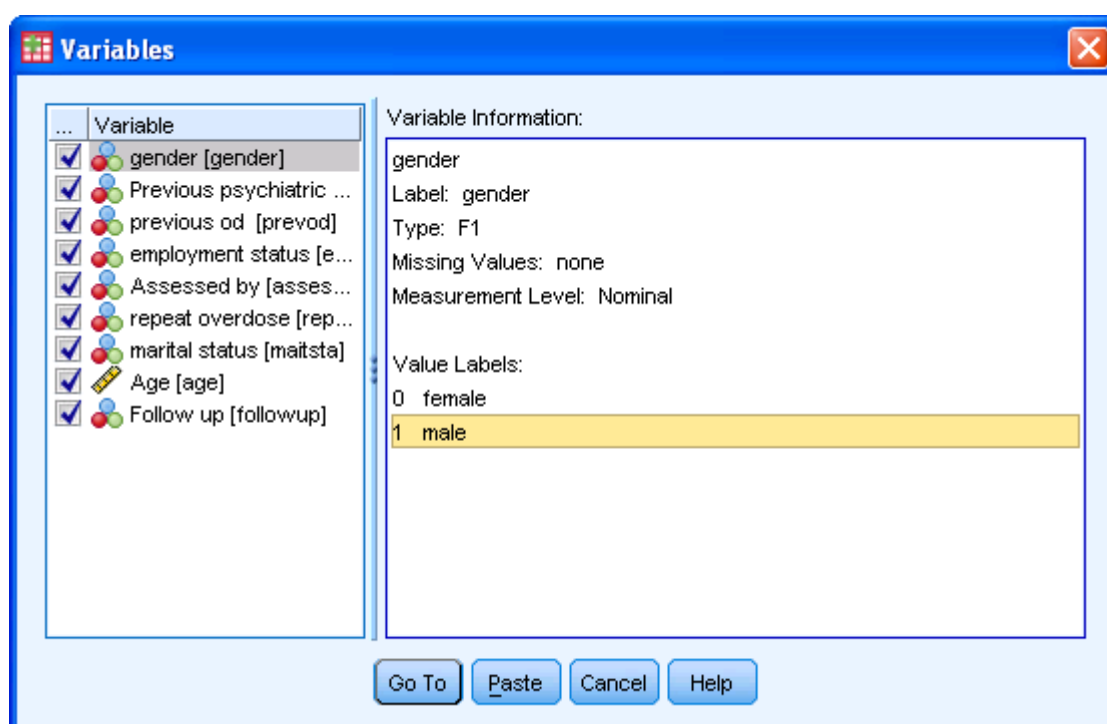 Variables
... Variable
gender [gender]
Previous psychiatric ...
previous od [prevod]
employment status [e...
Assessed by [asses...
repeat overdose [rep...
marital status [maitsta]
Age [age]
Follow up [followup]
Variable Information:
gender
Label: gender
Type: F1
Missing Values: none
Measurement Level: Nominal
Value Labels:
0 female
1 male
Go To Paste Cancel Help